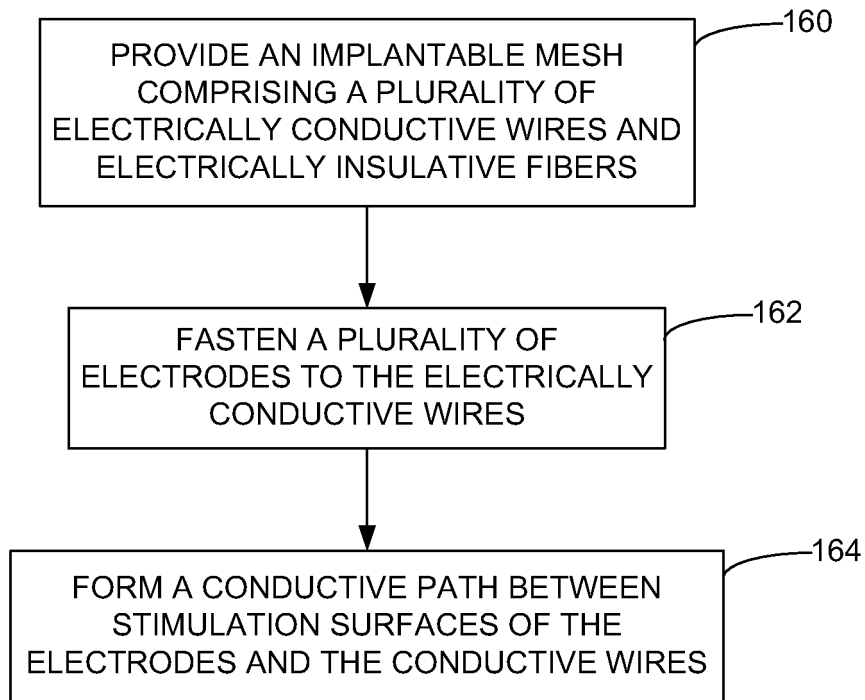 160
PROVIDE AN IMPLANTABLE MESH
COMPRISING A PLURALITY OF
ELECTRICALLY CONDUCTIVE WIRES AND
ELECTRICALLY INSULATIVE FIBERS
162
FASTEN A PLURALITY OF
ELECTRODES TO THE ELECTRICALLY
CONDUCTIVE WIRES
164
FORM A CONDUCTIVE PATH BETWEEN
STIMULATION SURFACES OF THE
ELECTRODES AND THE CONDUCTIVE WIRES